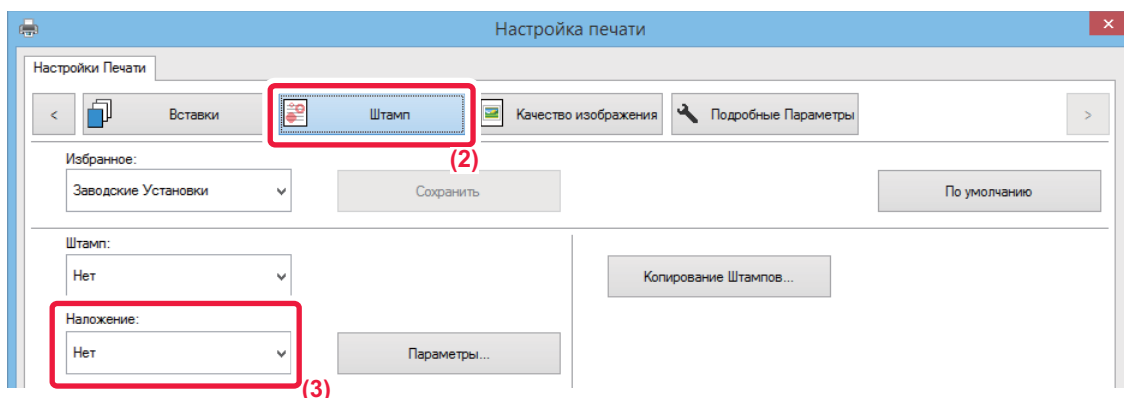 Настройка печати
Настройки Печати
< Вставки Штамп Качество изображения Подробные Параметры >
(2)
Избранное:
Заводские Установки Сохранить По умолчанию
Штамп:
Нет Копирование Штампов...
Наложение:
Нет Параметры...
(3)